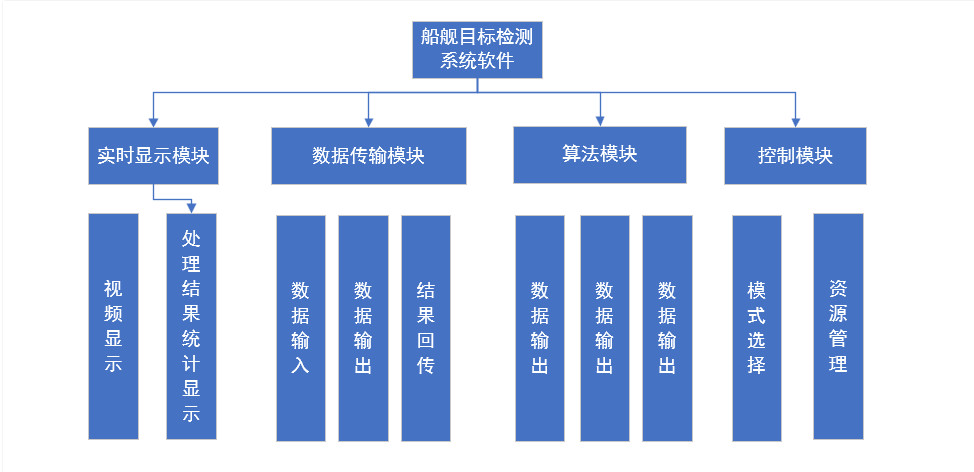 船舰目标检测
系统软件
实时显示模块
数据传输模块
算法模块
控制模块
视频显示
处理结果统计显示
数据输入
数据输出
结果回传
数据输出
数据输出
数据输出
模式选择
资源管理